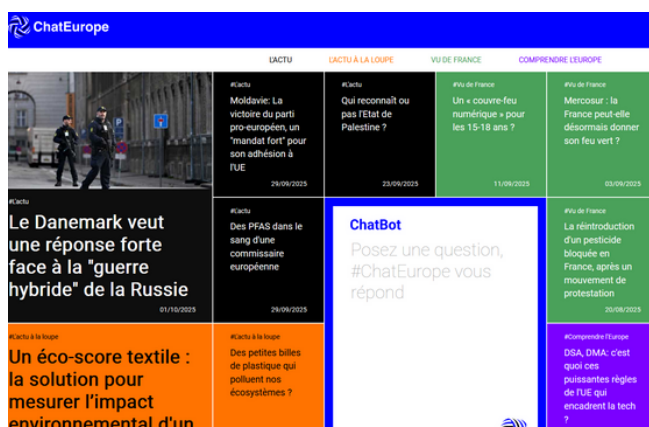 ChatEurope
L'ACTU
L'ACTU À LA LOUPE
VU DE FRANCE
COMPRENDRE L'EUROPE
#L'actu
Le Danemark veut
une réponse forte
face à la "guerre
hybride" de la Russie
01/10/2025
#L'actu
Moldavie: La
victoire du parti
pro-européen, un
"mandat fort" pour
son adhésion à
l'UE
29/09/2025
#L'actu
Qui reconnaît ou
pas l'Etat de
Palestine ?
23/09/2025
#Vu de France
Un « couvre-feu
numérique » pour
les 15-18 ans ?
11/09/2025
#Vu de France
Mercosur : la
France peut-elle
désormais donner
son feu vert ?
03/09/2025
#L'actu
Des PFAS dans le
sang d'une
commissaire
européenne
29/09/2025
ChatBot
Posez une question,
#ChatEurope vous
répond
#Vu de France
La réintroduction
d'un pesticide
bloquée en
France, après un
mouvement de
protestation
20/08/2025
#L'actu à la loupe
Un éco-score textile :
la solution pour
mesurer l'impact
environnemental d'un
#L'actu à la loupe
Des petites billes
de plastique qui
polluent nos
écosystèmes ?
#Comprendre l'Europe
DSA, DMA: c'est
quoi ces
puissantes règles
de l'UE qui
encadrent la tech
?